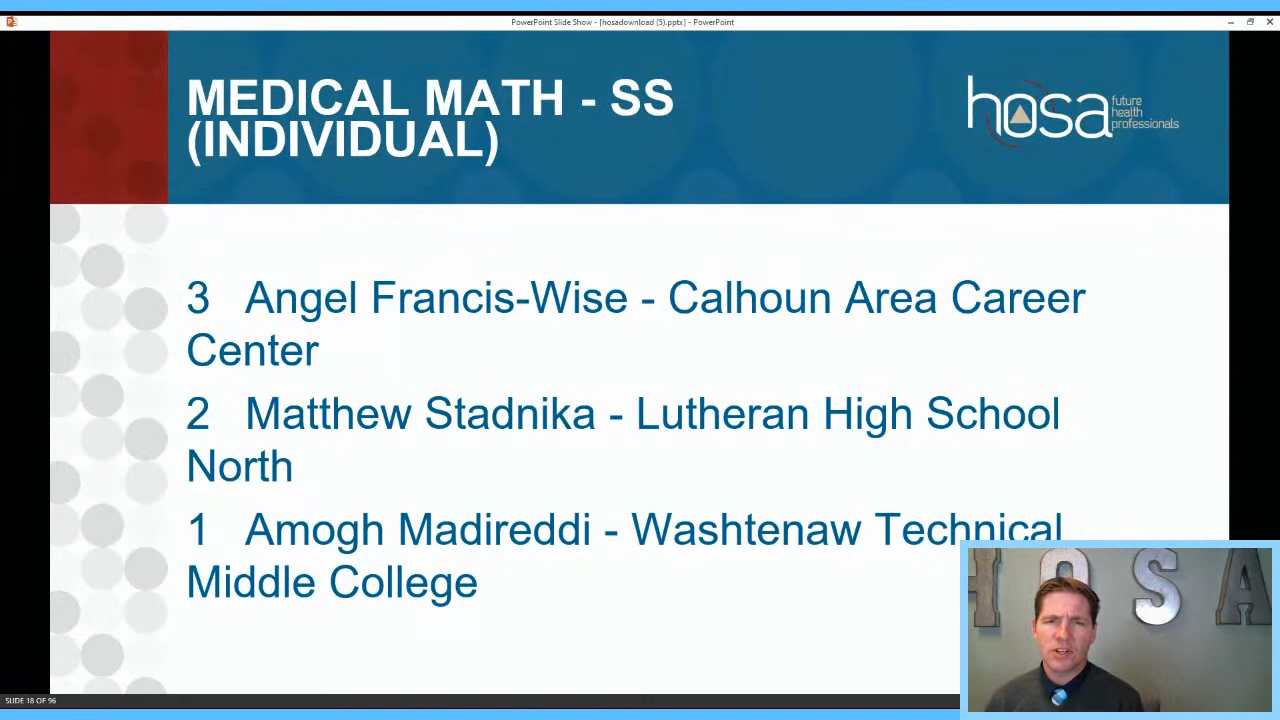 PowerPoint Slide Show - [hosadownload (5).pptx] - PowerPoint
MEDICAL MATH - SS
(INDIVIDUAL)
hosa
future
health
professionals
3 Angel Francis-Wise - Calhoun Area Career
Center
2 Matthew Stadnika - Lutheran High School
North
1 Amogh Madireddi - Washtenaw Technical
Middle College
HOSA
SLIDE 18 OF 96